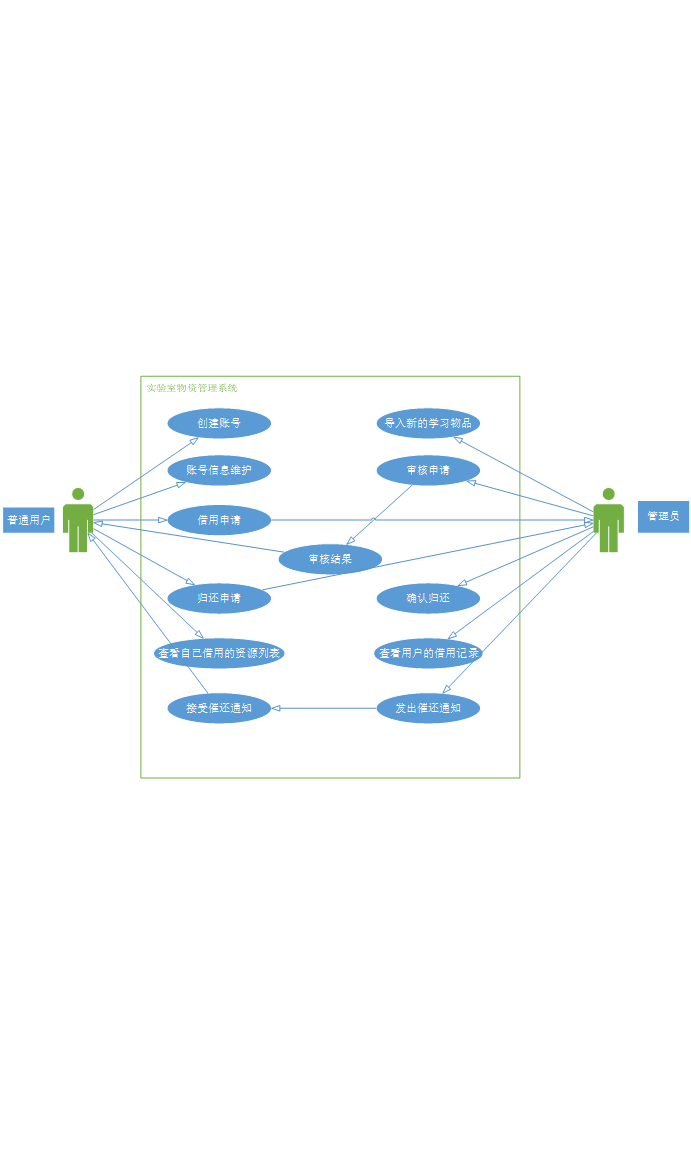 实验室物资管理系统
创建账号
导入新的学习物品
账号信息维护
审核申请
普通用户
借用申请
管理员
审核结果
归还申请
确认归还
查看自己借用的资源列表
查看用户的借用记录
接受催还通知
发出催还通知